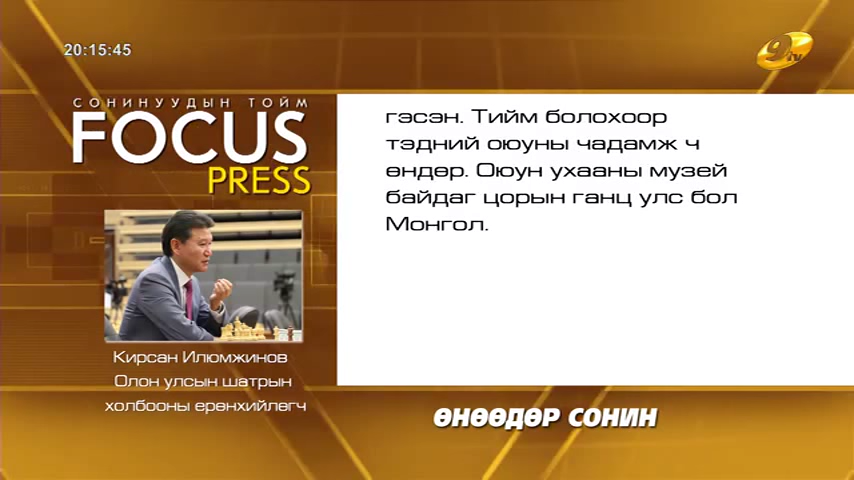 20:15:45
9tv
СОНИНУУДЫН ТОЙМ
FOCUS
PRESS
гэсэн. Тийм болохоор
тэдний оюуны чадамж ч
өндөр. Оюун ухааны музей
байдаг цорын ганц улс бол
Монгол.
Кирсан Илюмжинов
Олон улсын шатрын
холбооны ерөнхийлөгч
ӨНӨӨДӨР СОНИН